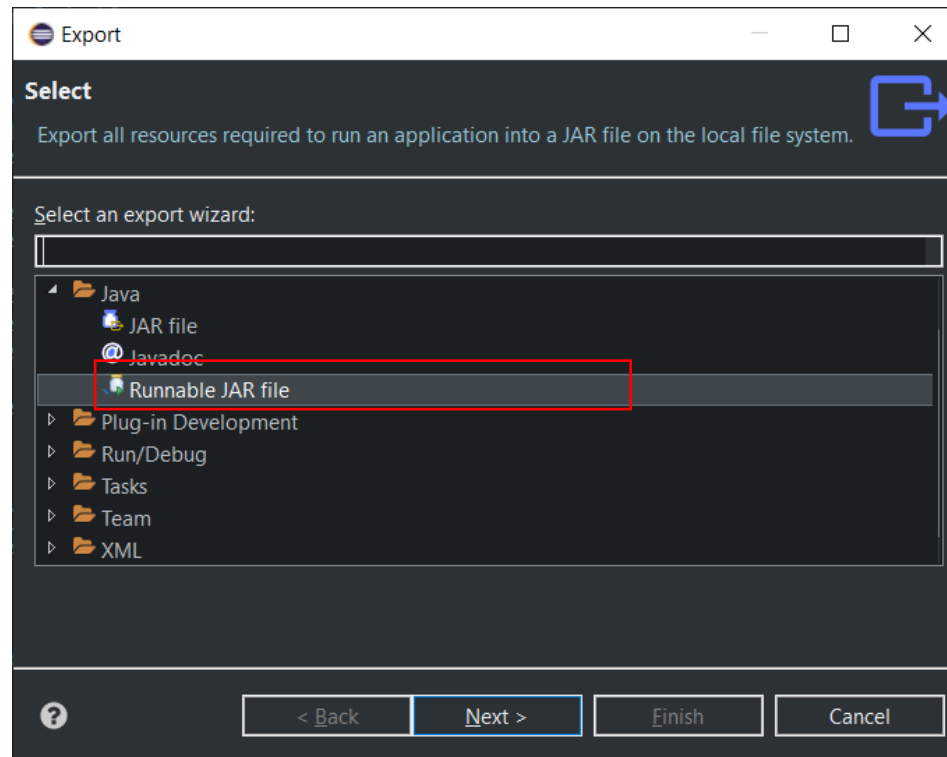 Export
Select
Export all resources required to run an application into a JAR file on the local file system.
Select an export wizard:
Java
JAR file
@ Javadoc
Runnable JAR file
Plug-in Development
Run/Debug
Tasks
Team
XML
? < Back Next > Finish Cancel